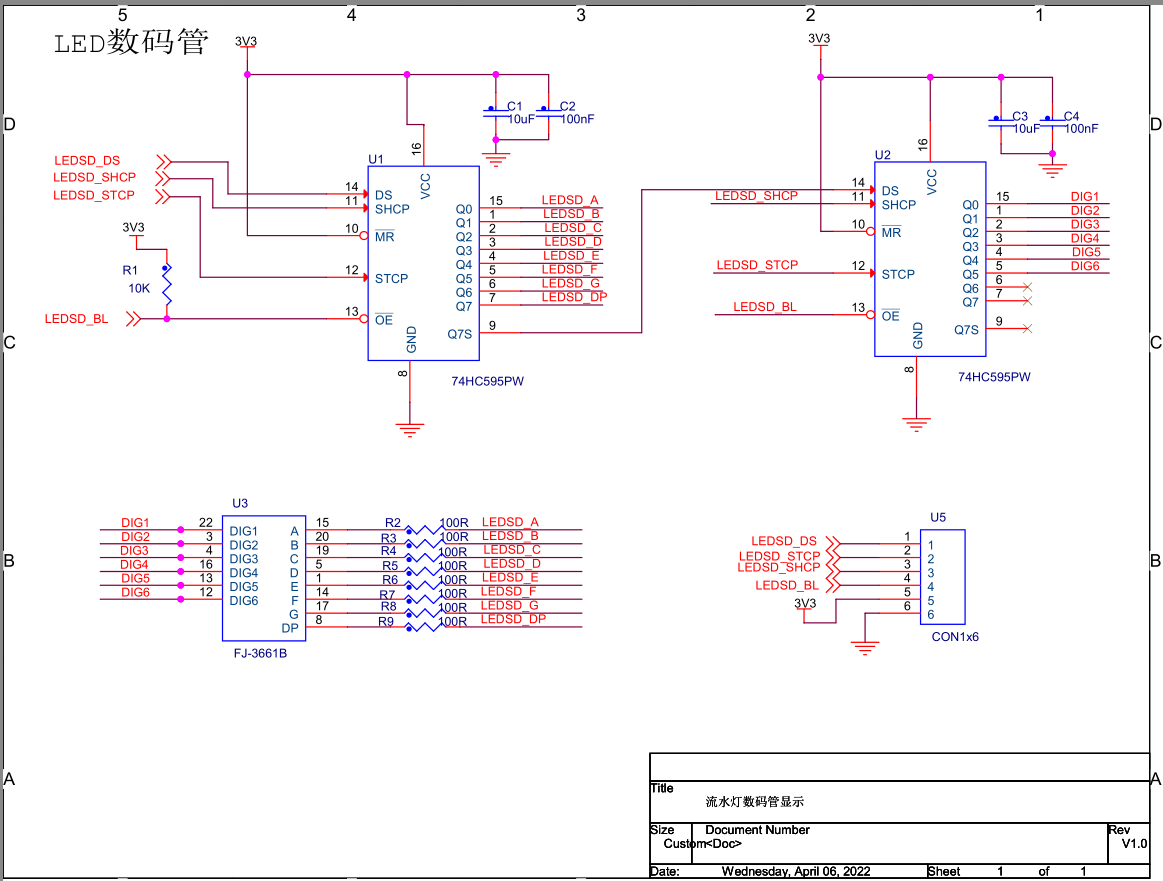 5 4 3 2 1
LED数码管
3V3
3V3
D D
C1
10uF
C2
100nF
C3
10uF
C4
100nF
LEDSD_DS
LEDSD_SHCP
LEDSD_STCP
3V3
R1
10K
LEDSD_BL
U1
16
VCC
14 DS
11 SHCP
10 MR
12 STCP
13 OE
GND
8
Q0 15 LEDSD_A
Q1 1 LEDSD_B
Q2 2 LEDSD_C
Q3 3 LEDSD_D
Q4 4 LEDSD_E
Q5 5 LEDSD_F
Q6 6 LEDSD_G
Q7 7 LEDSD_DP
Q7S 9
74HC595PW
U2
16
VCC
14 DS
LEDSD_SHCP 11 SHCP
10 MR
LEDSD_STCP 12 STCP
LEDSD_BL 13 OE
GND
8
Q0 15 DIG1
Q1 1 DIG2
Q2 2 DIG3
Q3 3 DIG4
Q4 4 DIG5
Q5 5 DIG6
Q6 6
Q7 7
Q7S 9
74HC595PW
C C
U3
DIG1 22 DIG1 A 15 R2 100R LEDSD_A
DIG2 3 DIG2 B 20 R3 100R LEDSD_B
DIG3 4 DIG3 C 19 R4 100R LEDSD_C
DIG4 16 DIG4 D 5 R5 100R LEDSD_D
DIG5 13 DIG5 E 1 R6 100R LEDSD_E
DIG6 12 DIG6 F 14 R7 100R LEDSD_F
G 17 R8 100R LEDSD_G
DP 8 R9 100R LEDSD_DP
FJ-3661B
B B
U5
LEDSD_DS 1 1
LEDSD_STCP 2 2
LEDSD_SHCP 3 3
LEDSD_BL 4 4
3V3 5 5
6 6
CON1x6
A A
Title
流水灯数码管显示
Size Document Number Rev
Custom <Doc> V1.0
Date: Wednesday, April 06, 2022 Sheet 1 of 1